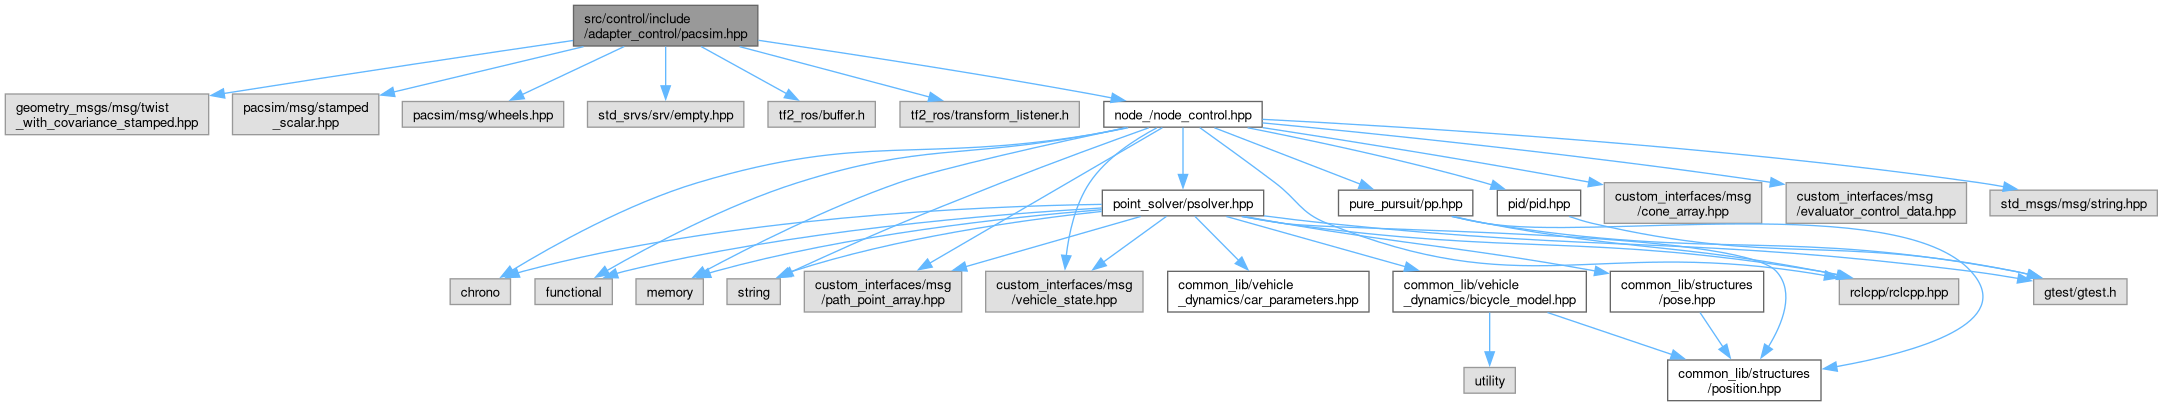 src/control/include
/adapter_control/pacsim.hpp
geometry_msgs/msg/twist
_with_covariance_stamped.hpp
pacsim/msg/stamped
_scalar.hpp
pacsim/msg/wheels.hpp
std_srvs/srv/empty.hpp
tf2_ros/buffer.h
tf2_ros/transform_listener.h
node_/node_control.hpp
point_solver/psolver.hpp
pure_pursuit/pp.hpp
pid/pid.hpp
custom_interfaces/msg
/cone_array.hpp
custom_interfaces/msg
/evaluator_control_data.hpp
std_msgs/msg/string.hpp
chrono
functional
memory
string
custom_interfaces/msg
/path_point_array.hpp
custom_interfaces/msg
/vehicle_state.hpp
common_lib/vehicle
_dynamics/car_parameters.hpp
common_lib/vehicle
_dynamics/bicycle_model.hpp
common_lib/structures
/pose.hpp
rclcpp/rclcpp.hpp
gtest/gtest.h
utility
common_lib/structures
/position.hpp